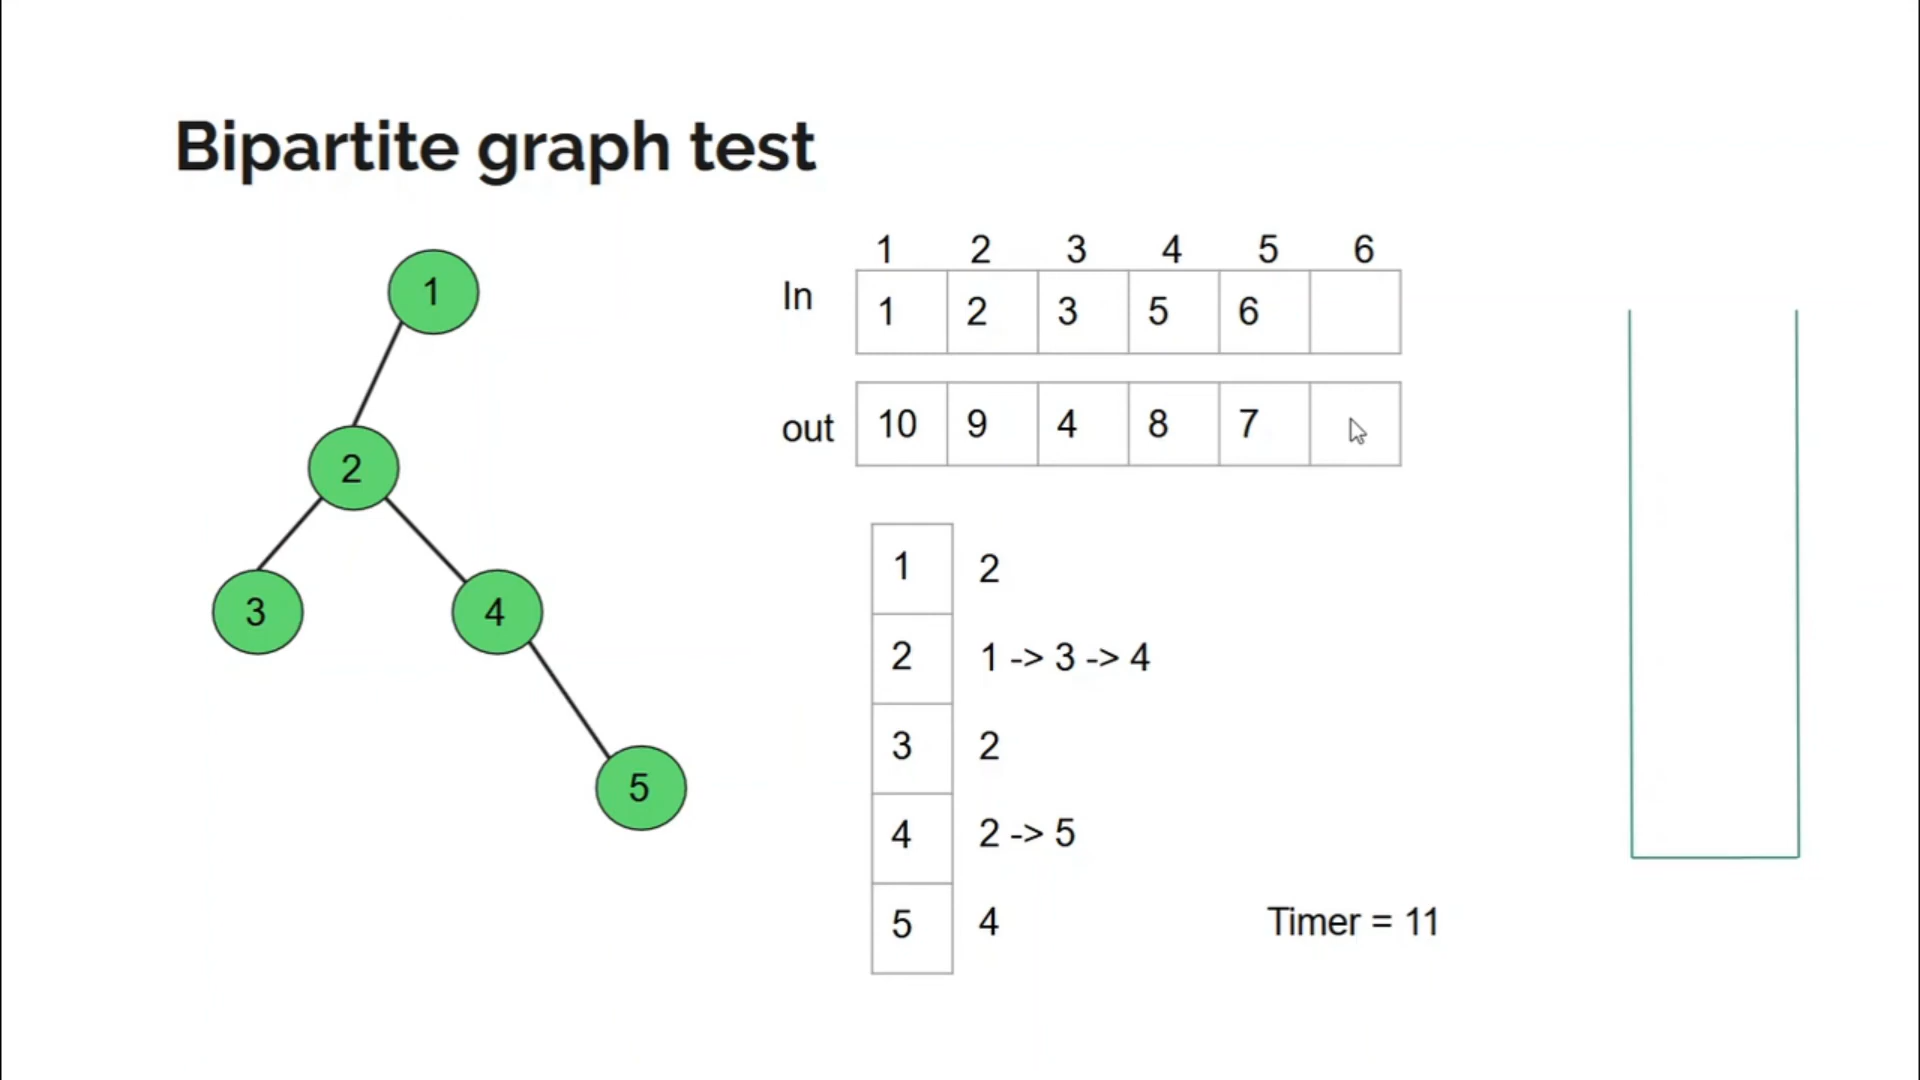 Bipartite graph test
1
2
3
4
5
1 2 3 4 5 6
In 1 2 3 5 6
out 10 9 4 8 7
1 2
2 1 -> 3 -> 4
3 2
4 2 -> 5
5 4
Timer = 11